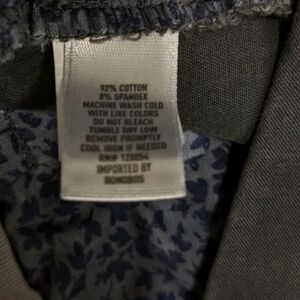 92% COTTON
8% SPANDEX
MACHINE WASH COLD
WITH LIKE COLORS
DO NOT BLEACH
TUMBLE DRY LOW
REMOVE PROMPTLY
COOL IRON IF NEEDED
RN# 128054
IMPORTED BY
BONOBOS